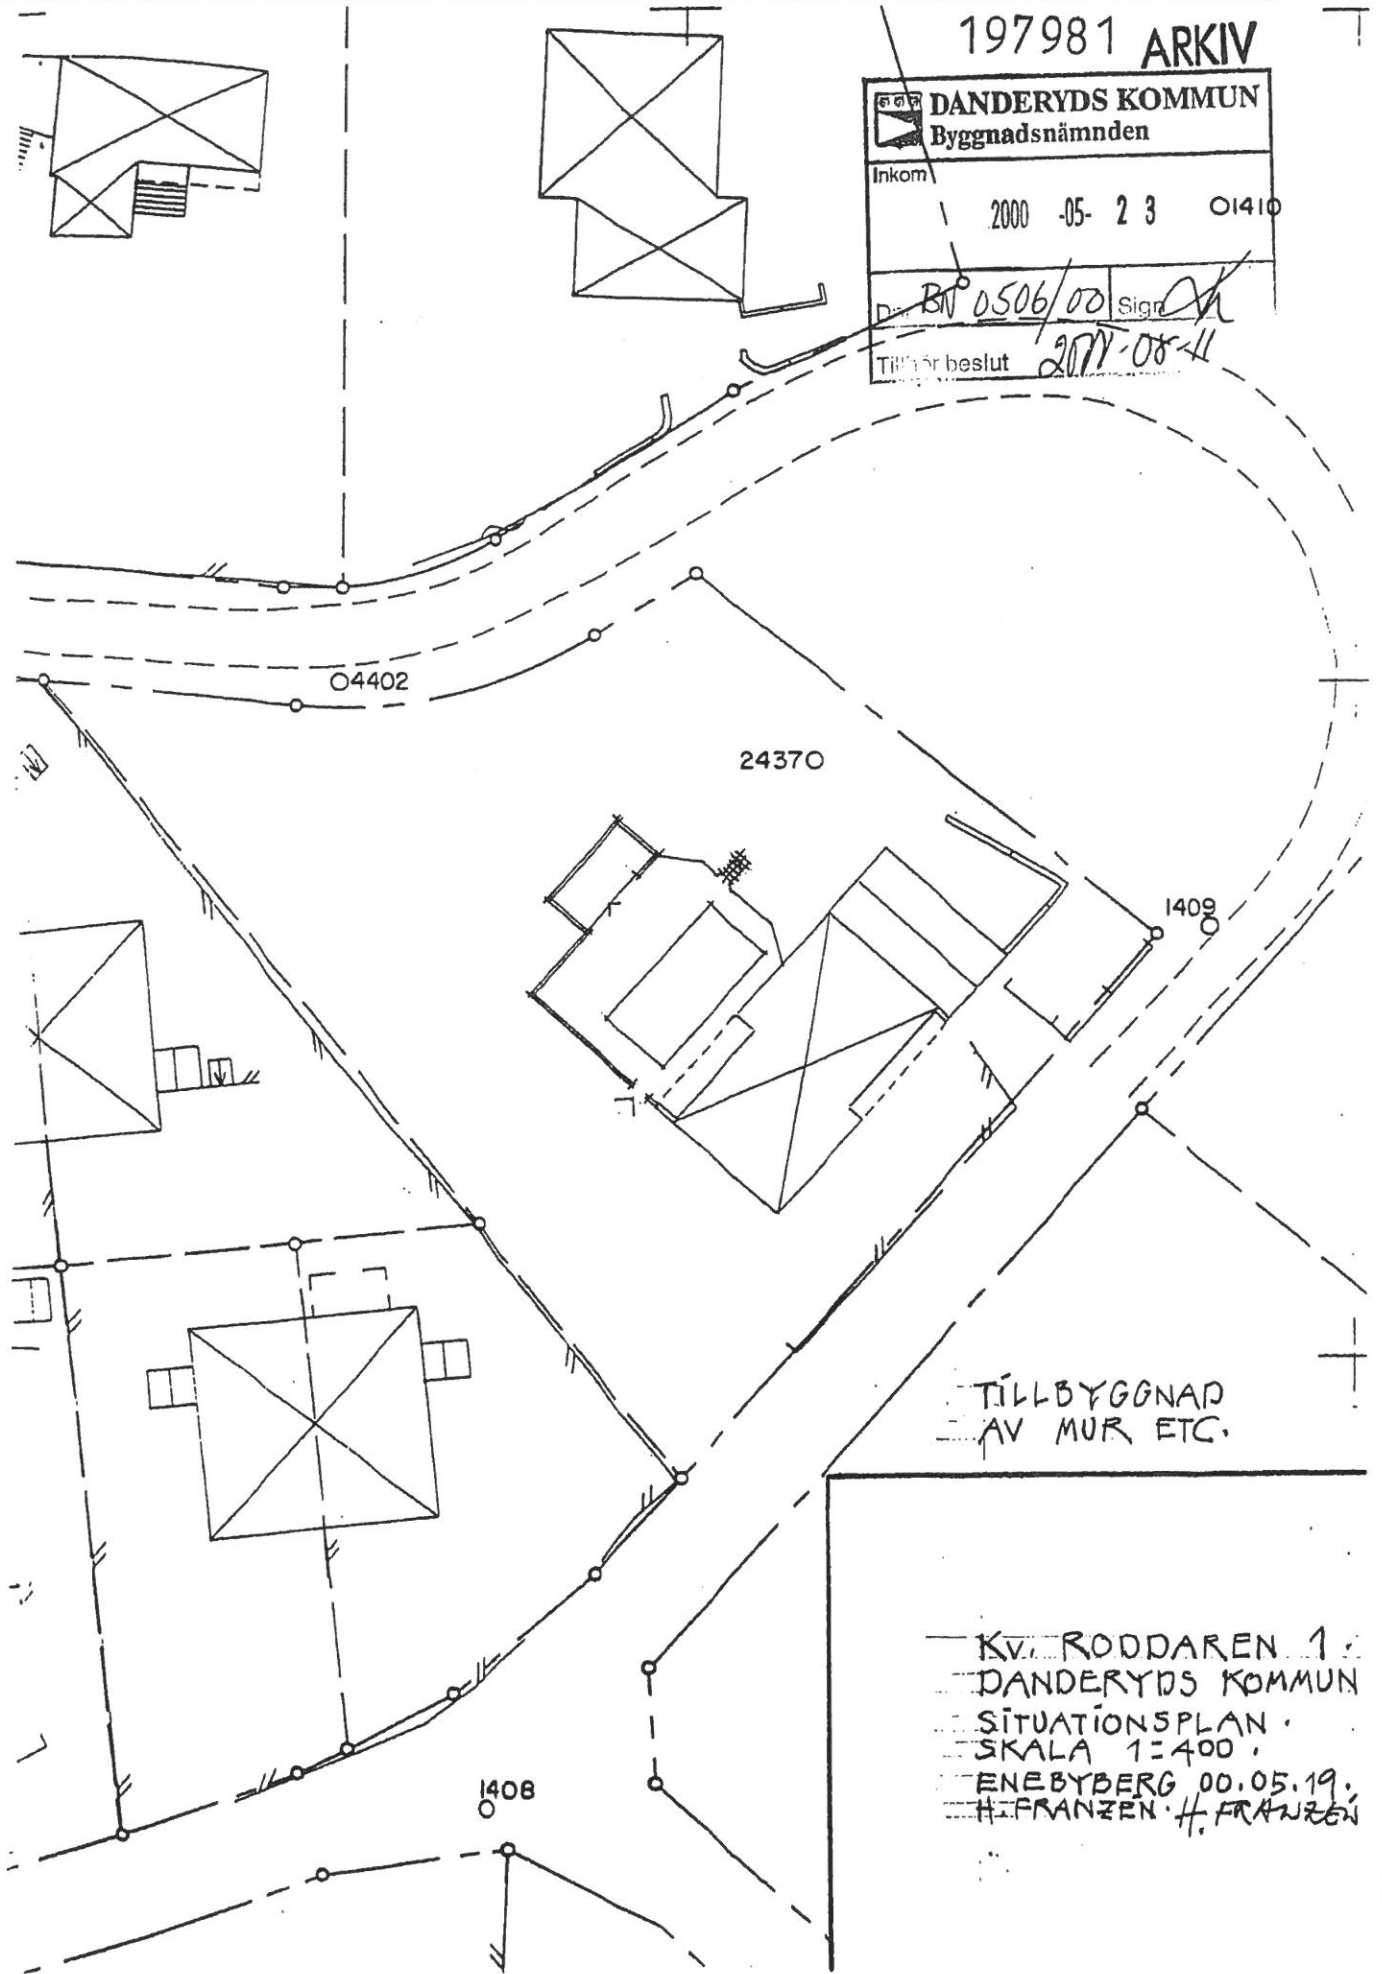 197981 ARKIV
DANDERYDS KOMMUN
Byggnadsnämnden
Inkom
2000 -05- 2 3 01410
BN 0506/00 Sign
Tillhör beslut
04402
24370
1409
TILLBYGGNAD
AV MUR ETC.
KV. RODDAREN 1.
DANDERYDS KOMMUN
SITUATIONSPLAN.
SKALA 1:400.
ENEBYBERG 00.05.19.
H. FRANZÉN. H. FRANZÉN
1408